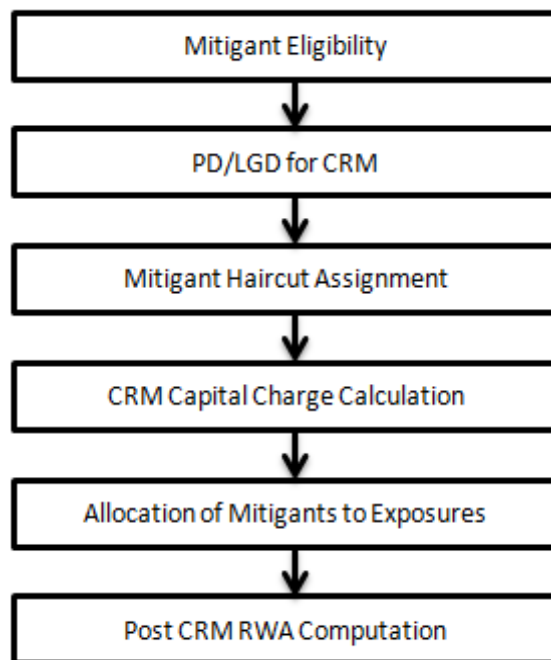 Mitigant Eligibility
PD/LGD for CRM
Mitigant Haircut Assignment
CRM Capital Charge Calculation
Allocation of Mitigants to Exposures
Post CRM RWA Computation